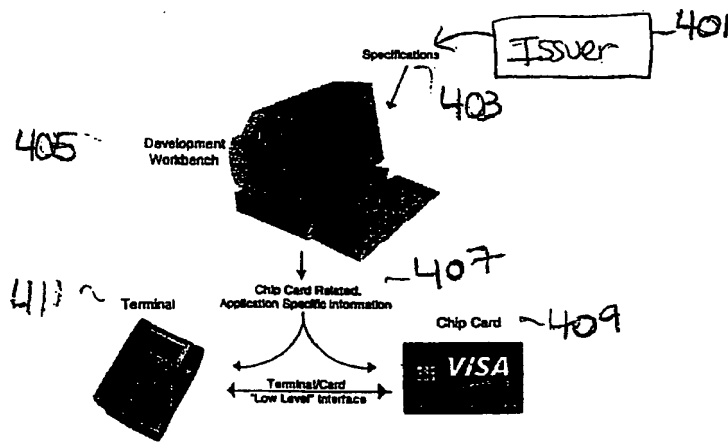 401
Issuer
Specifications
403
405
Development
Workbench
407
Chip Card Related,
Application Specific Information
Terminal
Chip Card
409
VISA
Terminal/Card
"Low Level" Interface